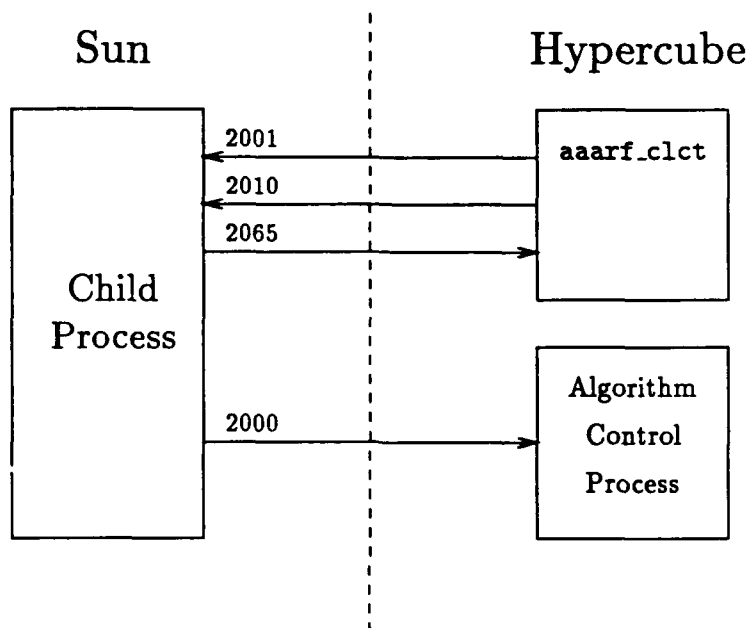 Sun
Hypercube
2001
aaarf_clct
2010
2065
Child
Process
2000
Algorithm
Control
Process